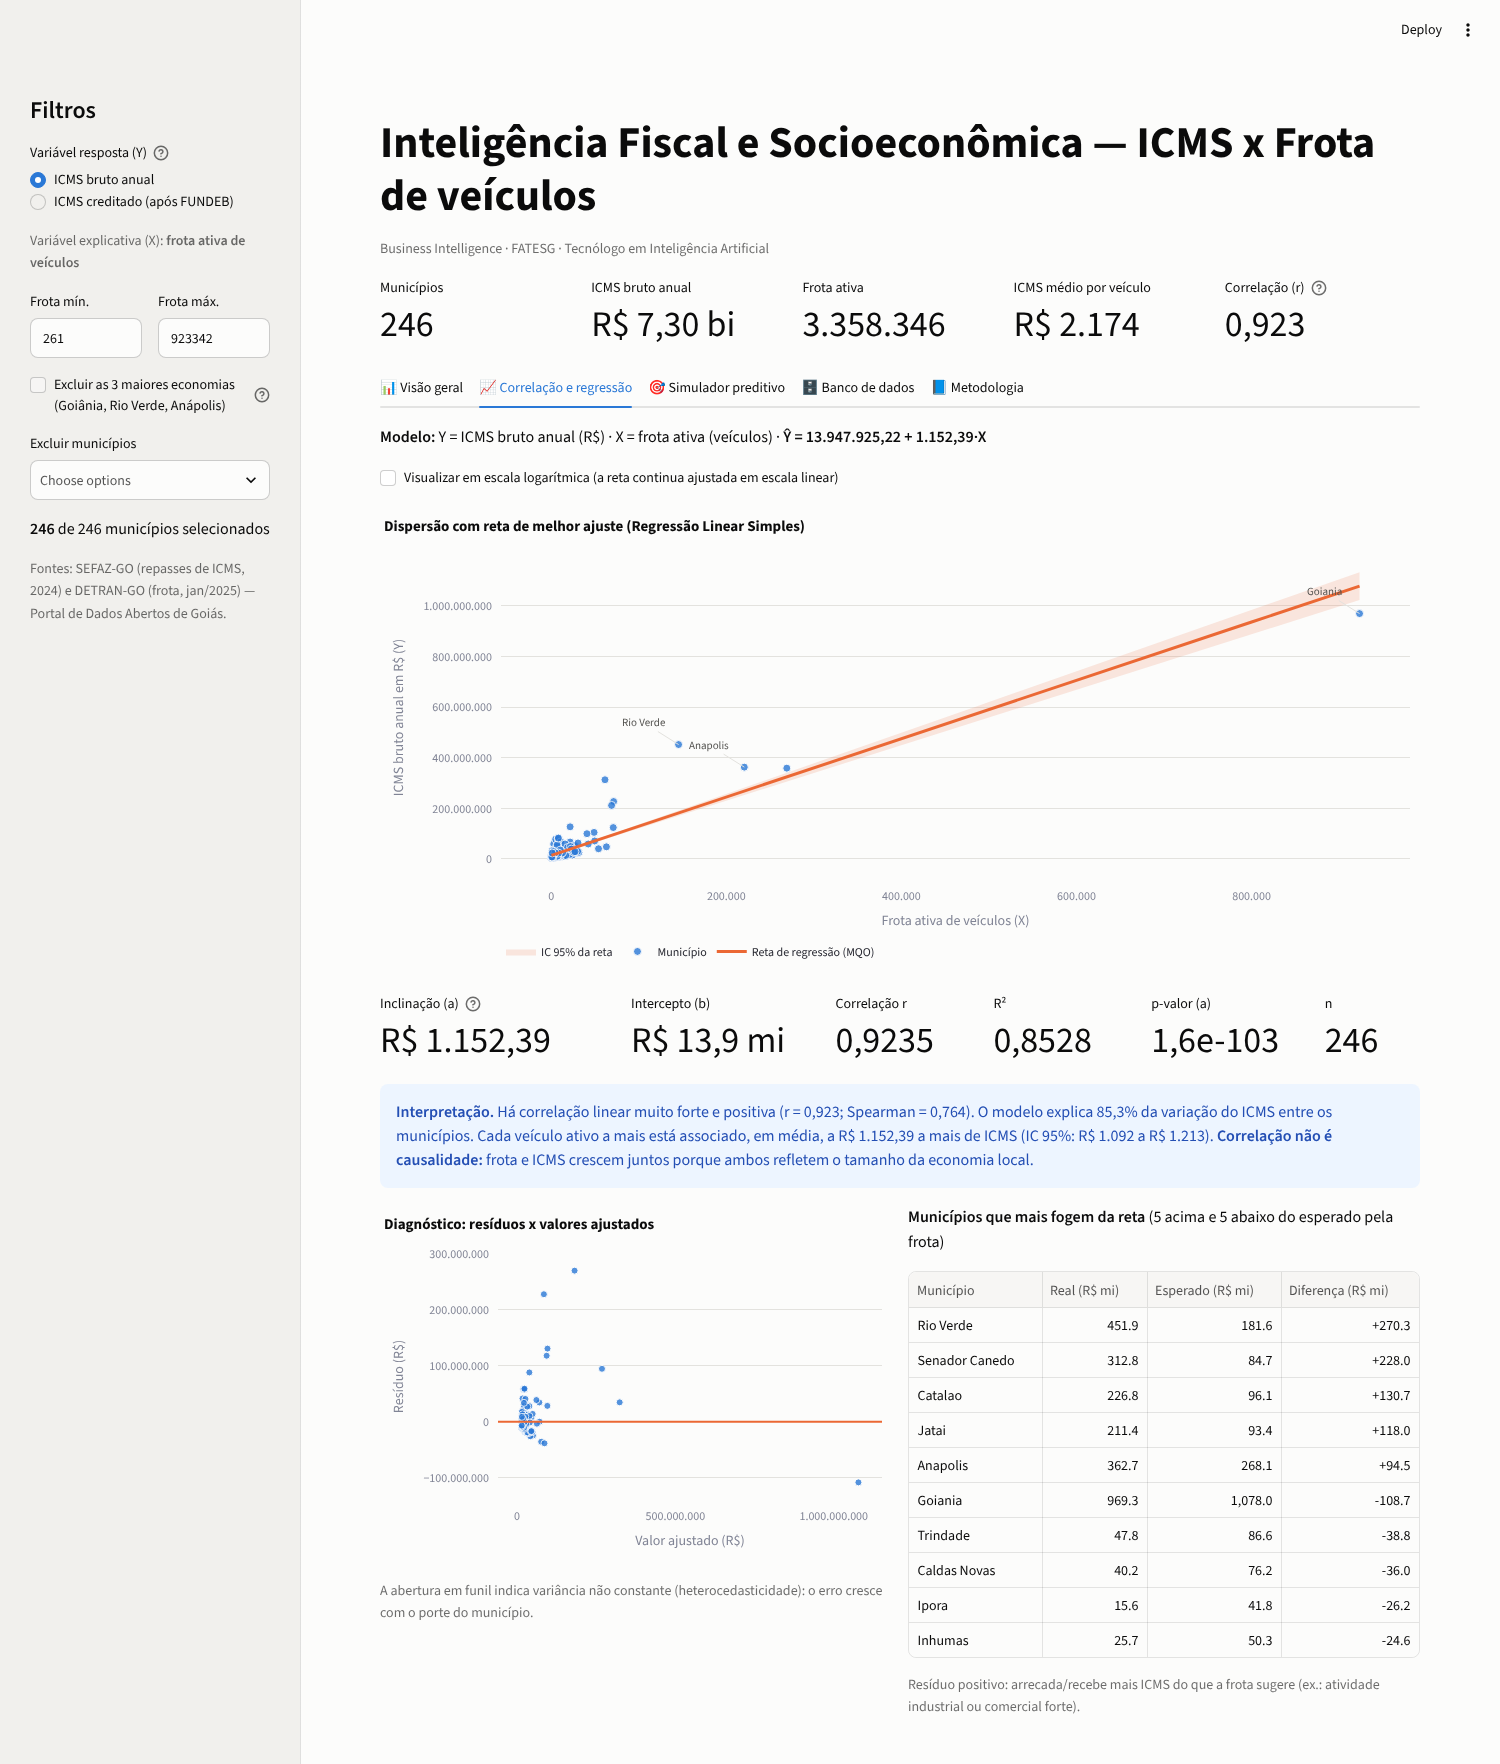 Deploy
Filtros
Variável resposta (Y)
ICMS bruto anual
ICMS creditado (após FUNDEB)
Variável explicativa (X): frota ativa de
veículos
Frota mín.
Frota máx.
261
923342
Excluir as 3 maiores economias
(Goiânia, Rio Verde, Anápolis)
Excluir municípios
Choose options
246 de 246 municípios selecionados
Fontes: SEFAZ-GO (repasses de ICMS,
2024) e DETRAN-GO (frota, jan/2025) —
Portal de Dados Abertos de Goiás.
Inteligência Fiscal e Socioeconômica — ICMS x Frota
de veículos
Business Intelligence · FATESG · Tecnólogo em Inteligência Artificial
Municípios
246
ICMS bruto anual
R$ 7,30 bi
Frota ativa
3.358.346
ICMS médio por veículo
R$ 2.174
Correlação (r)
0,923
📊 Visão geral
📈 Correlação e regressão
🎯 Simulador preditivo
🗄️ Banco de dados
📘 Metodologia
Modelo: Y = ICMS bruto anual (R$) · X = frota ativa (veículos) · Ŷ = 13.947.925,22 + 1.152,39·X
Visualizar em escala logarítmica (a reta continua ajustada em escala linear)
Dispersão com reta de melhor ajuste (Regressão Linear Simples)
ICMS bruto anual em R$ (Y)
1.000.000.000
800.000.000
600.000.000
400.000.000
200.000.000
0
Goiania
Rio Verde
Anapolis
0
200.000
400.000
600.000
800.000
Frota ativa de veículos (X)
IC 95% da reta
Município
Reta de regressão (MQO)
Inclinação (a)
R$ 1.152,39
Intercepto (b)
R$ 13,9 mi
Correlação r
0,9235
R²
0,8528
p-valor (a)
1,6e-103
n
246
Interpretação. Há correlação linear muito forte e positiva (r = 0,923; Spearman = 0,764). O modelo explica 85,3% da variação do ICMS entre os
municípios. Cada veículo ativo a mais está associado, em média, a R$ 1.152,39 a mais de ICMS (IC 95%: R$ 1.092 a R$ 1.213). Correlação não é
causalidade: frota e ICMS crescem juntos porque ambos refletem o tamanho da economia local.
Diagnóstico: resíduos x valores ajustados
Resíduo (R$)
300.000.000
200.000.000
100.000.000
0
−100.000.000
0
500.000.000
1.000.000.000
Valor ajustado (R$)
A abertura em funil indica variância não constante (heterocedasticidade): o erro cresce
com o porte do município.
Municípios que mais fogem da reta (5 acima e 5 abaixo do esperado pela
frota)
Município Real (R$ mi) Esperado (R$ mi) Diferença (R$ mi)
Rio Verde 451.9 181.6 +270.3
Senador Canedo 312.8 84.7 +228.0
Catalao 226.8 96.1 +130.7
Jatai 211.4 93.4 +118.0
Anapolis 362.7 268.1 +94.5
Goiania 969.3 1,078.0 -108.7
Trindade 47.8 86.6 -38.8
Caldas Novas 40.2 76.2 -36.0
Ipora 15.6 41.8 -26.2
Inhumas 25.7 50.3 -24.6
Resíduo positivo: arrecada/recebe mais ICMS do que a frota sugere (ex.: atividade
industrial ou comercial forte).